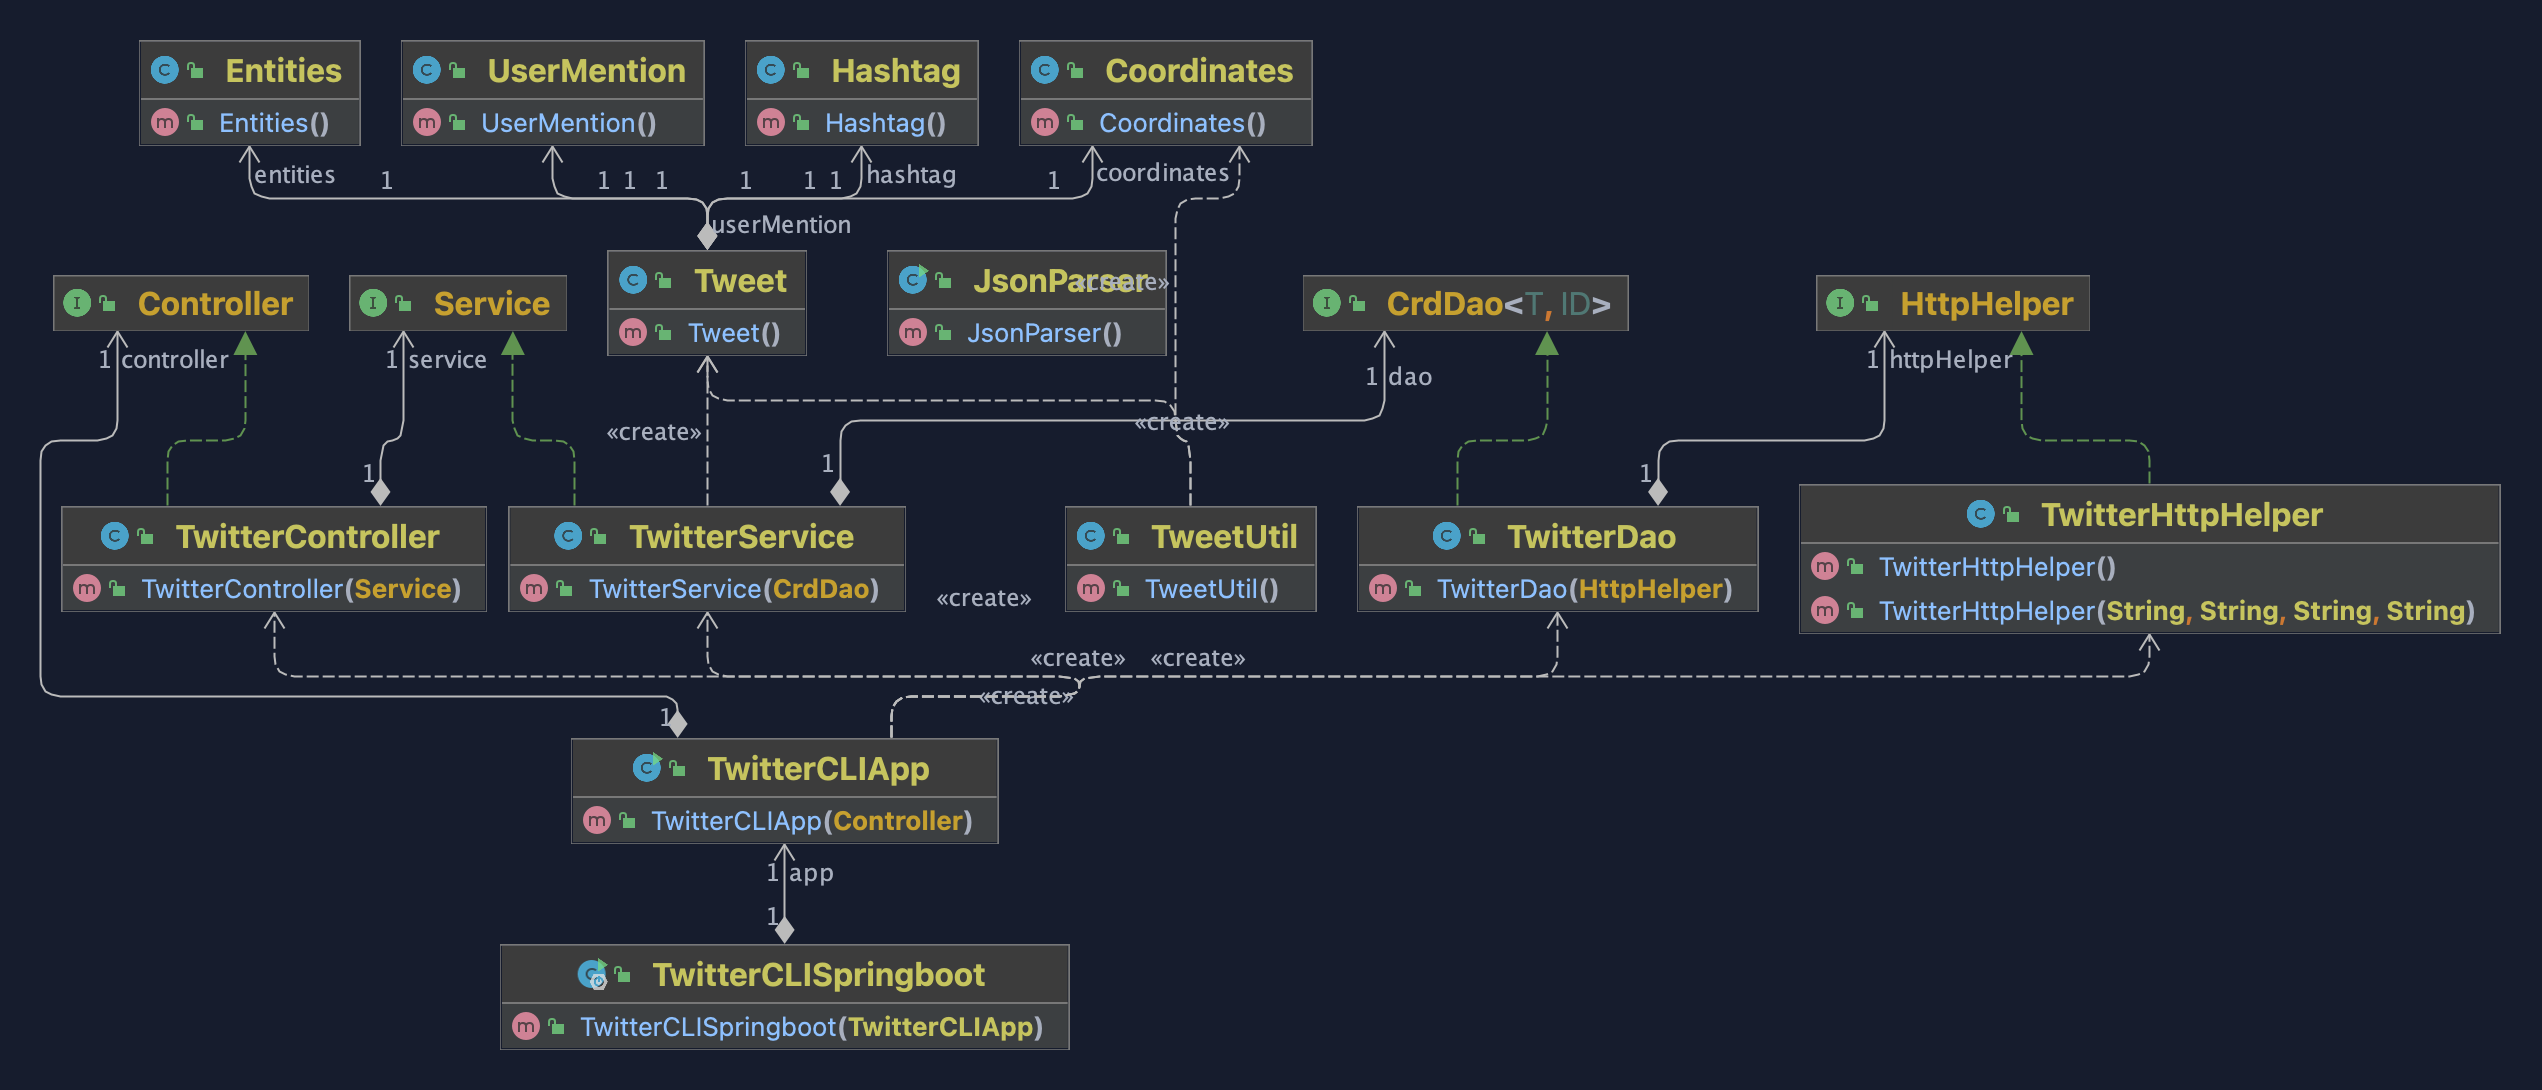 Entities
Entities()
UserMention
UserMention()
Hashtag
Hashtag()
Coordinates
Coordinates()
entities
1
1 1 1
1
1 1
hashtag
1
coordinates
userMention
Controller
Service
Tweet
Tweet()
JsonParser
JsonParser()
«create»
CrdDao<T, ID>
HttpHelper
1 controller
1 service
1 dao
1 httpHelper
«create»
«create»
1
1
1
TwitterController
TwitterController(Service)
TwitterService
TwitterService(CrdDao)
«create»
TweetUtil
TweetUtil()
TwitterDao
TwitterDao(HttpHelper)
TwitterHttpHelper
TwitterHttpHelper()
TwitterHttpHelper(String, String, String, String)
«create» «create»
«create»
1
TwitterCLIApp
TwitterCLIApp(Controller)
1 app
1
TwitterCLISpringboot
TwitterCLISpringboot(TwitterCLIApp)